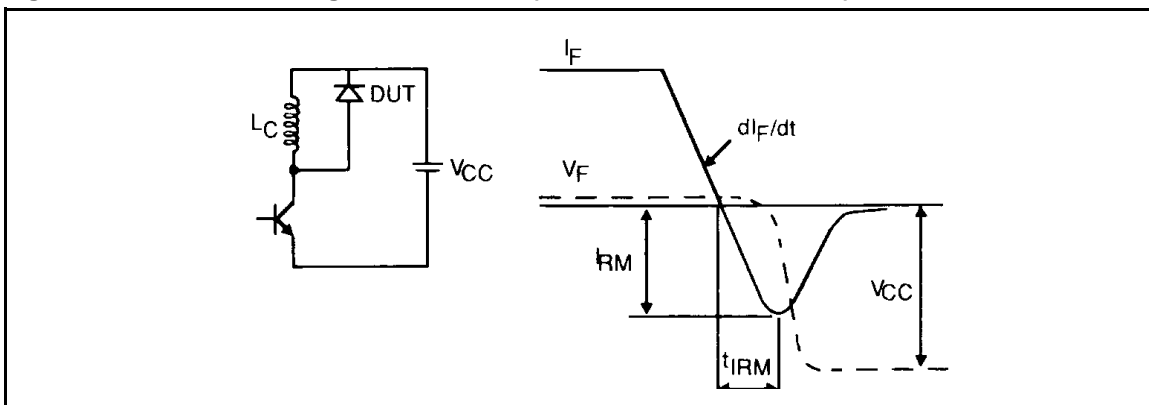 I_F
DUT
L_C
V_CC
dI_F/dt
V_F
I_RM
V_CC
t_IRM